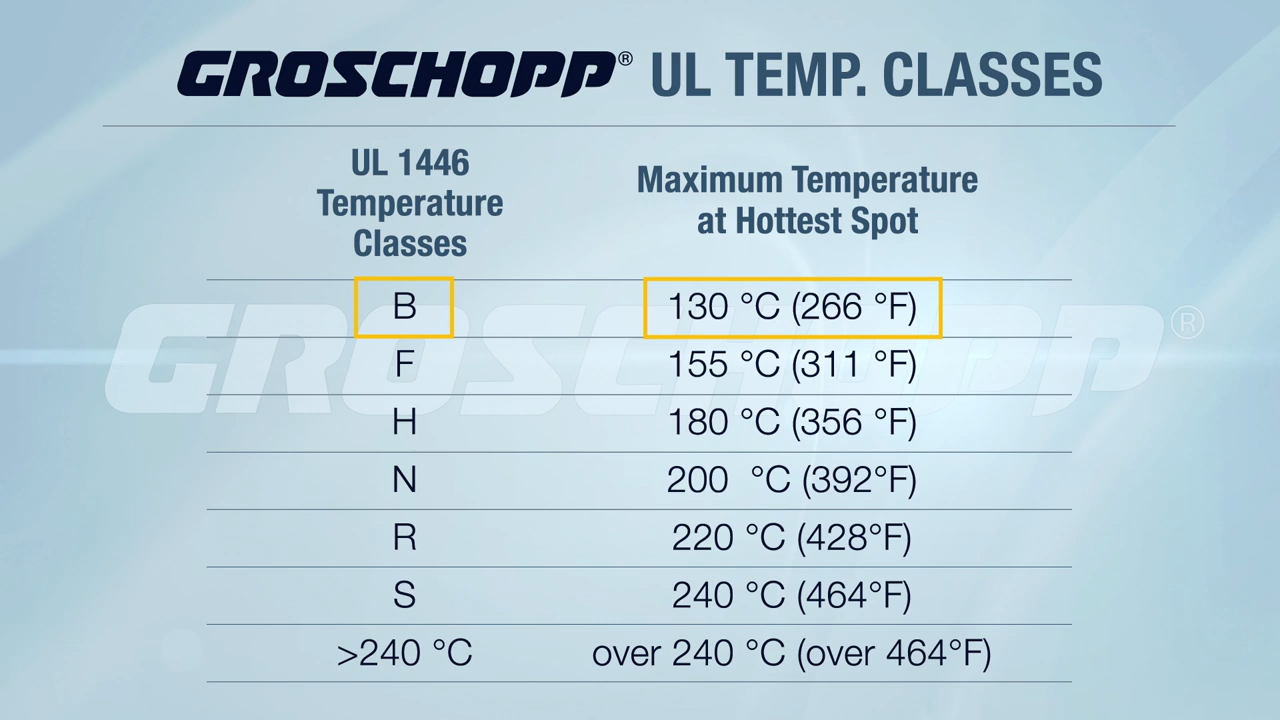 GROSCHOPP® UL TEMP. CLASSES
UL 1446
Temperature
Classes
Maximum Temperature
at Hottest Spot
B 130 °C (266 °F)
F 155 °C (311 °F)
H 180 °C (356 °F)
N 200 °C (392°F)
R 220 °C (428°F)
S 240 °C (464°F)
>240 °C over 240 °C (over 464°F)
GROSCHOPP®